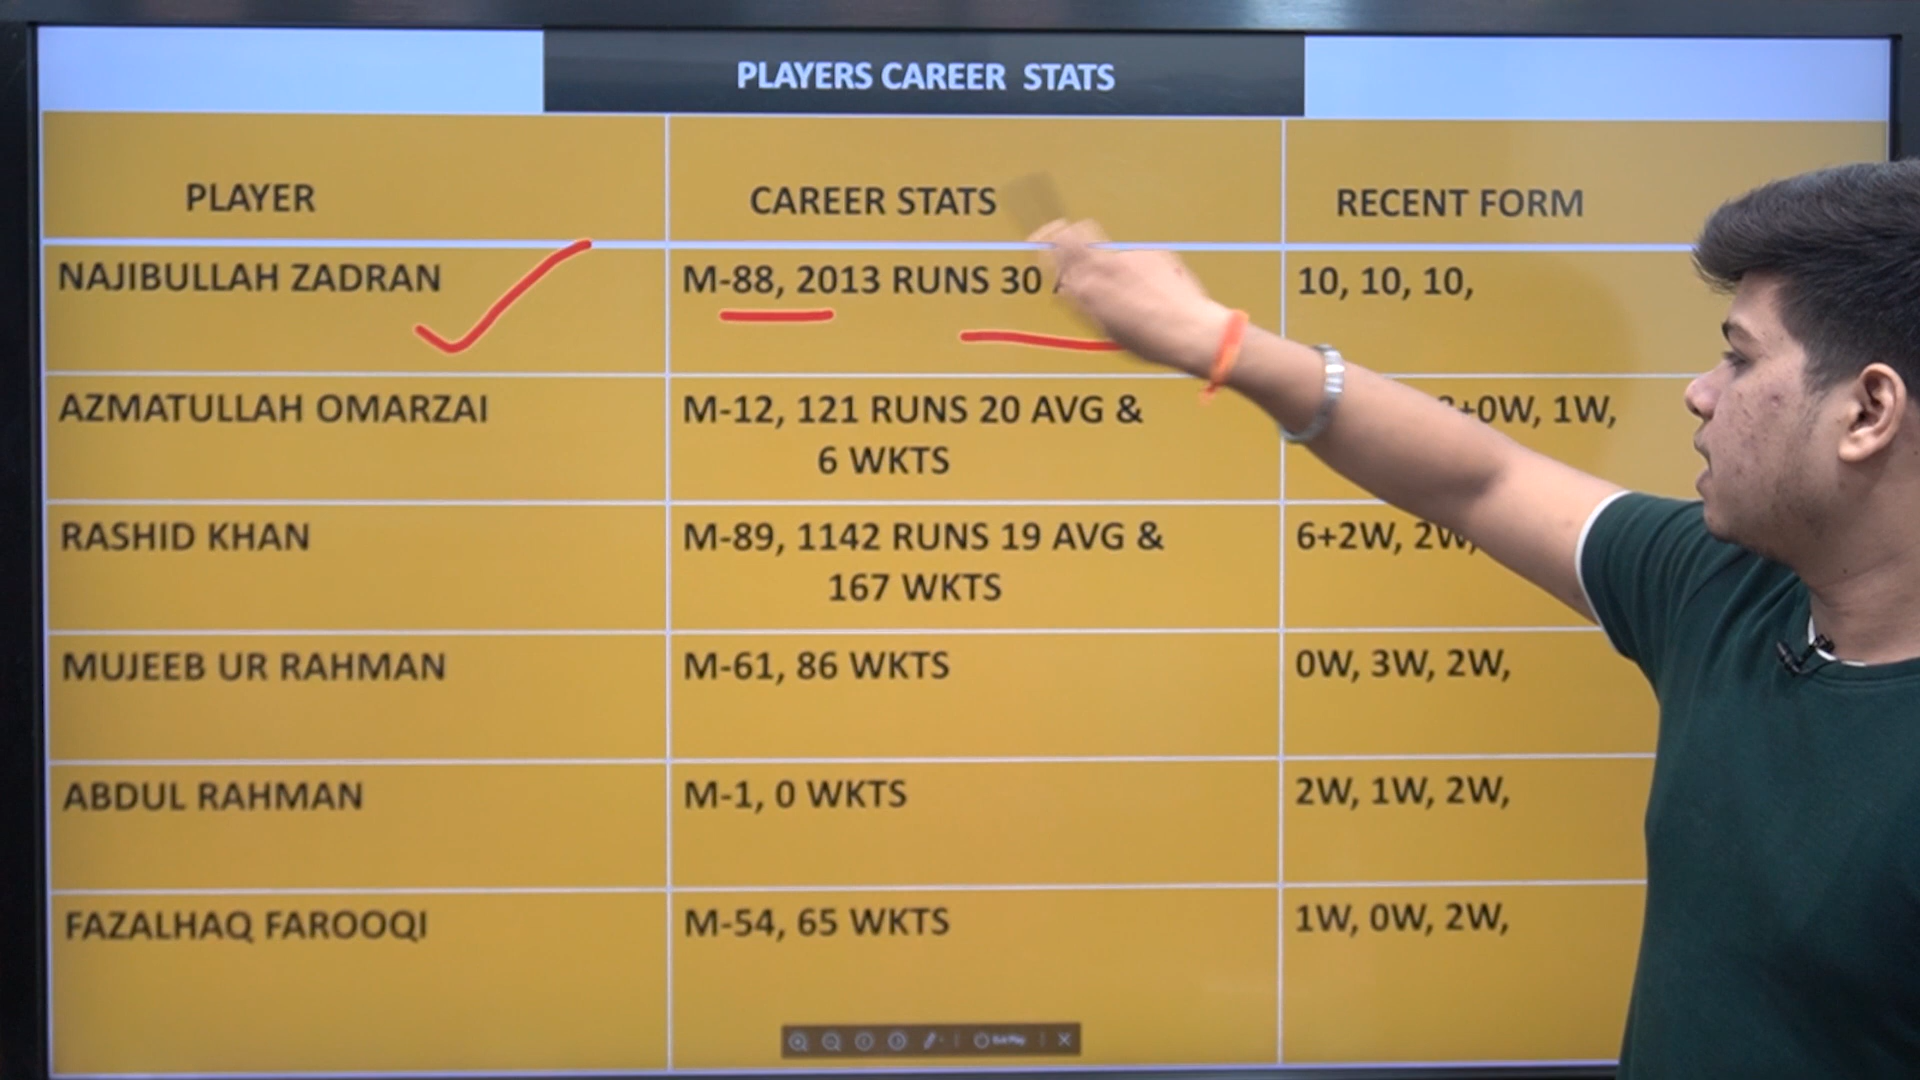 PLAYERS CAREER STATS
PLAYER CAREER STATS RECENT FORM
NAJIBULLAH ZADRAN M-88, 2013 RUNS 30 10, 10, 10,
AZMATULLAH OMARZAI M-12, 121 RUNS 20 AVG & +0W, 1W,
6 WKTS
RASHID KHAN M-89, 1142 RUNS 19 AVG & 6+2W, 2W,
167 WKTS
MUJEEB UR RAHMAN M-61, 86 WKTS 0W, 3W, 2W,
ABDUL RAHMAN M-1, 0 WKTS 2W, 1W, 2W,
FAZALHAQ FAROOQI M-54, 65 WKTS 1W, 0W, 2W,